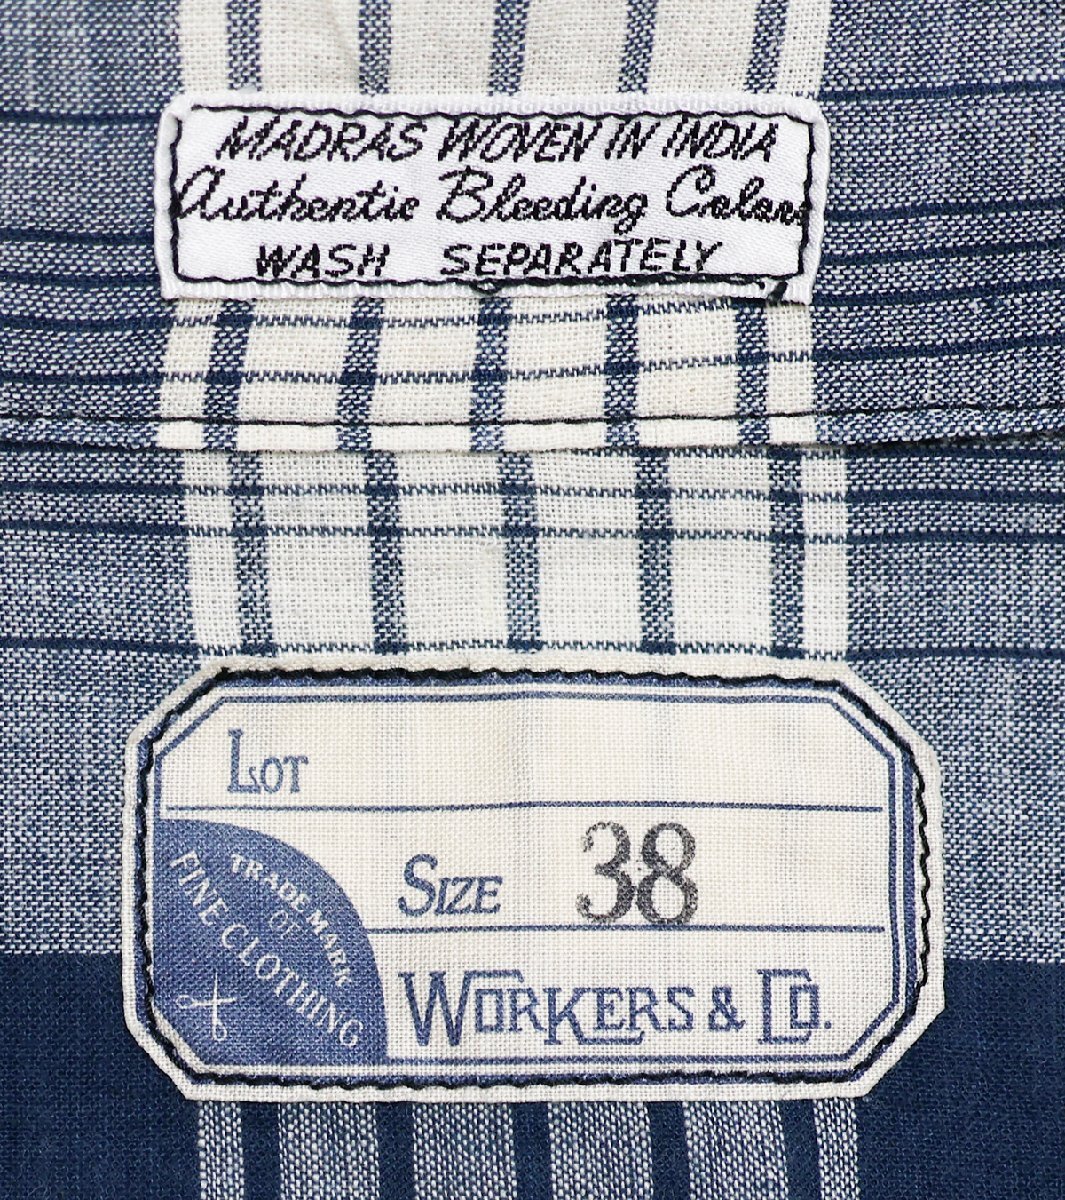 MADRAS WOVEN IN INDIA
Authentic Bleeding Colors
WASH SEPARATELY
LOT
SIZE 38
TRADE MARK
OF
FINE CLOTHING
WORKERS & CO.